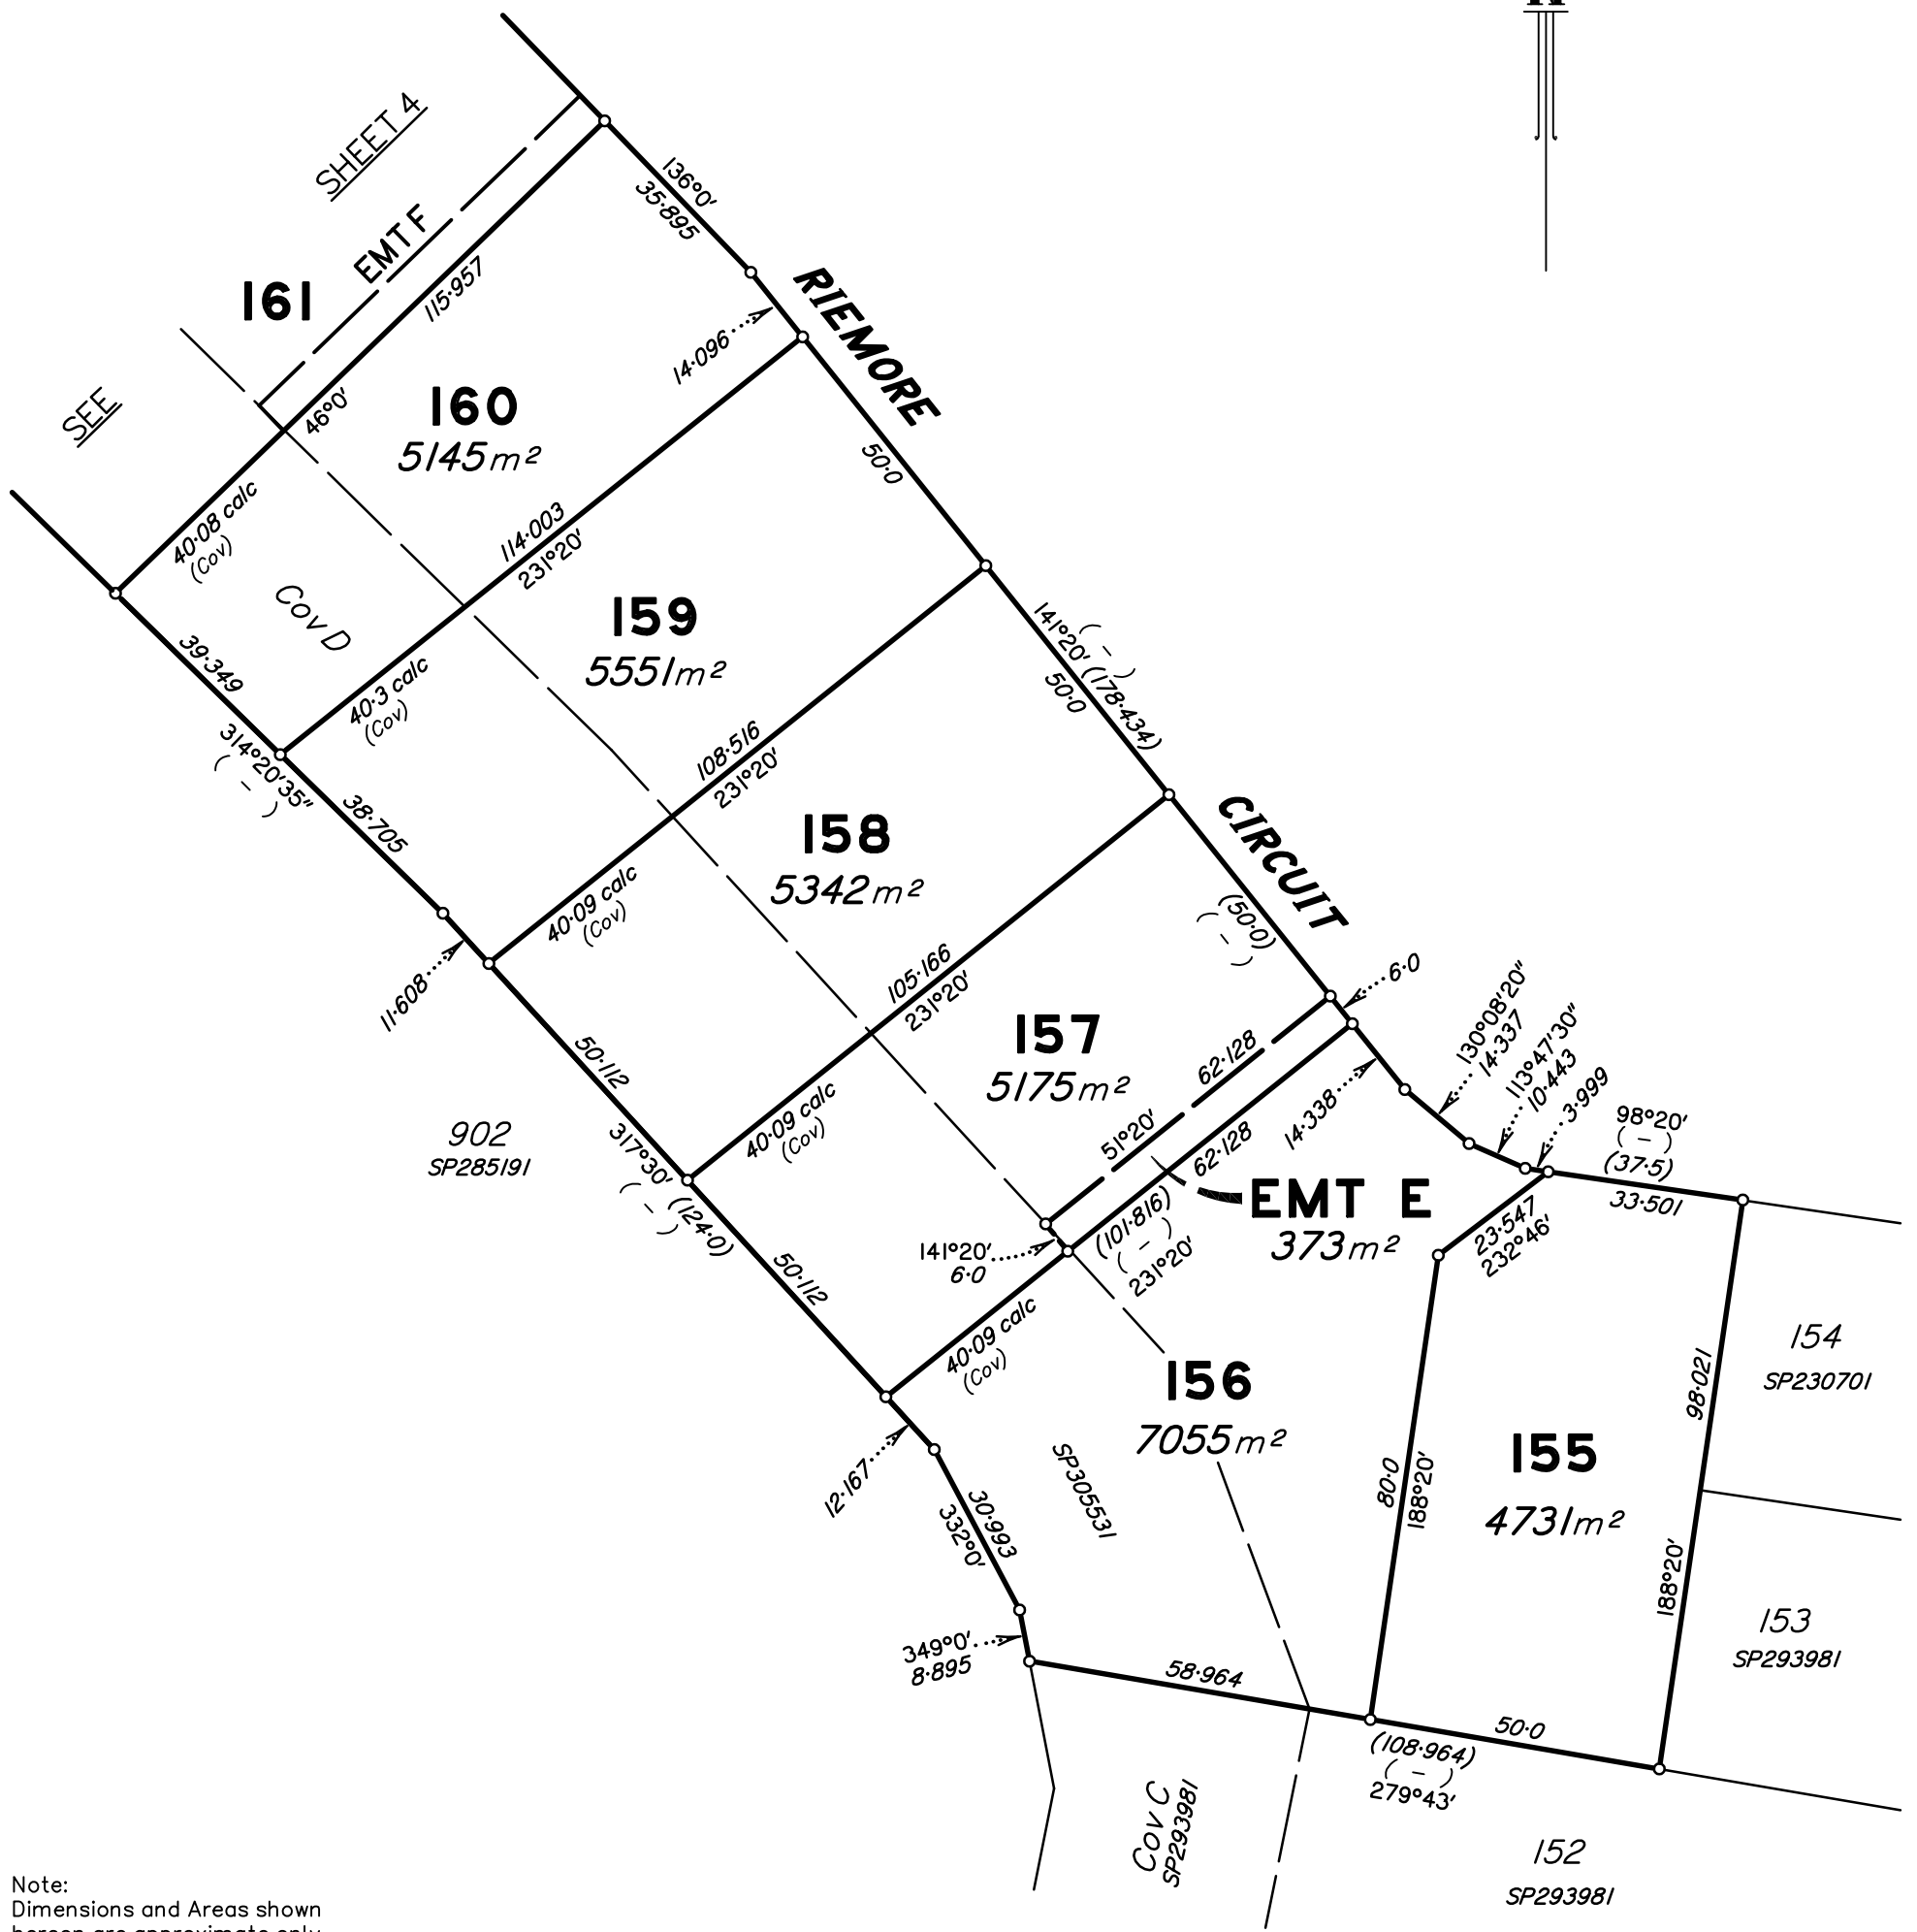 SHEET 4
SEE
161
EMT F
136°0'
35·895
115·957
46°0'
14·096
RIEMORE
160
5145m²
50·0
40·08 calc
(Cov)
114·003
231°20'
Cov D
39·349
159
5551m²
141°20'
( - )
(178·434)
50·0
40·3 calc
(Cov)
314°20'35"
( - )
38·705
108·516
231°20'
158
5342m²
CIRCUIT
(50·0)
( - )
40·09 calc
(Cov)
11·608
105·166
231°20'
6·0
130°08'20"
14·337
113°47'30"
10·443
3·999
98°20'
( - )
(37·5)
33·501
157
5175m²
62·128
51°20'
62·128
14·338
50·112
40·09 calc
(Cov)
902
SP285191
317°30'
( - )
(124·0)
EMT E
373m²
(101·816)
( - )
231°20'
141°20'
6·0
23·547
232°46'
50·112
40·09 calc
(Cov)
154
SP230701
98·021
156
7055m²
155
4731m²
80·0
188°20'
12·167
SP305531
30·993
332°0'
188°20'
153
SP293981
349°0'
8·895
58·964
50·0
(108·964)
( - )
279°43'
Cov C
SP293981
152
SP293981
Note:
Dimensions and Areas shown
hereon are approximate only